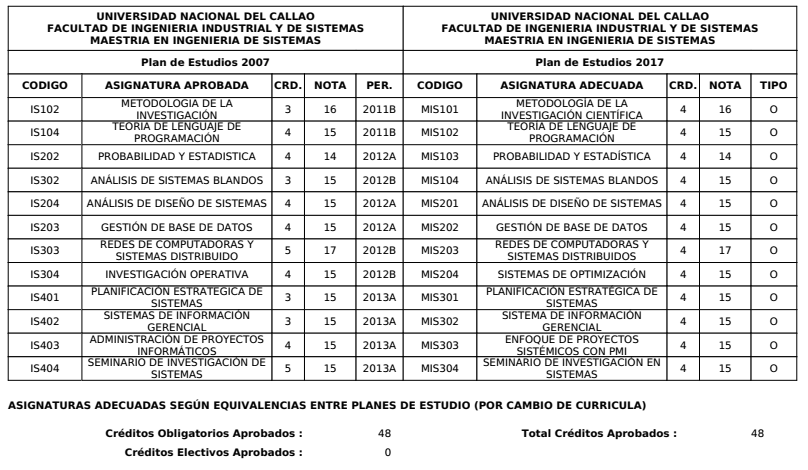 UNIVERSIDAD NACIONAL DEL CALLAO
FACULTAD DE INGENIERIA INDUSTRIAL Y DE SISTEMAS
MAESTRIA EN INGENIERIA DE SISTEMAS
UNIVERSIDAD NACIONAL DEL CALLAO
FACULTAD DE INGENIERIA INDUSTRIAL Y DE SISTEMAS
MAESTRIA EN INGENIERIA DE SISTEMAS
Plan de Estudios 2007 Plan de Estudios 2017
CODIGO ASIGNATURA APROBADA CRD. NOTA PER. CODIGO ASIGNATURA ADECUADA CRD. NOTA TIPO
IS102 METODOLOGIA DE LA INVESTIGACIÓN 3 16 2011B MIS101 METODOLOGÍA DE LA INVESTIGACIÓN CIENTÍFICA 4 16 O
IS104 TEORIA DE LENGUAJE DE PROGRAMACIÓN 4 15 2011B MIS102 TEORÍA DE LENGUAJE DE PROGRAMACIÓN 4 15 O
IS202 PROBABILIDAD Y ESTADISTICA 4 14 2012A MIS103 PROBABILIDAD Y ESTADÍSTICA 4 14 O
IS302 ANÁLISIS DE SISTEMAS BLANDOS 3 15 2012B MIS104 ANÁLISIS DE SISTEMAS BLANDOS 4 15 O
IS204 ANÁLISIS DE DISEÑO DE SISTEMAS 4 15 2012A MIS201 ANÁLISIS DE DISEÑO DE SISTEMAS 4 15 O
IS203 GESTIÓN DE BASE DE DATOS 4 15 2012A MIS202 GESTIÓN DE BASE DE DATOS 4 15 O
IS303 REDES DE COMPUTADORAS Y SISTEMAS DISTRIBUIDO 5 17 2012B MIS203 REDES DE COMPUTADORAS Y SISTEMAS DISTRIBUIDOS 4 17 O
IS304 INVESTIGACIÓN OPERATIVA 4 15 2012B MIS204 SISTEMAS DE OPTIMIZACIÓN 4 15 O
IS401 PLANIFICACIÓN ESTRATEGICA DE SISTEMAS 3 15 2013A MIS301 PLANIFICACIÓN ESTRATÉGICA DE SISTEMAS 4 15 O
IS402 SISTEMAS DE INFORMACIÓN GERENCIAL 3 15 2013A MIS302 SISTEMA DE INFORMACIÓN GERENCIAL 4 15 O
IS403 ADMINISTRACIÓN DE PROYECTOS INFORMÁTICOS 4 15 2013A MIS303 ENFOQUE DE PROYECTOS SISTÉMICOS CON PMI 4 15 O
IS404 SEMINARIO DE INVESTIGACIÓN DE SISTEMAS 5 15 2013A MIS304 SEMINARIO DE INVESTIGACIÓN EN SISTEMAS 4 15 O
ASIGNATURAS ADECUADAS SEGÚN EQUIVALENCIAS ENTRE PLANES DE ESTUDIO (POR CAMBIO DE CURRICULA)
Créditos Obligatorios Aprobados : 48 Total Créditos Aprobados : 48
Créditos Electivos Aprobados : 0